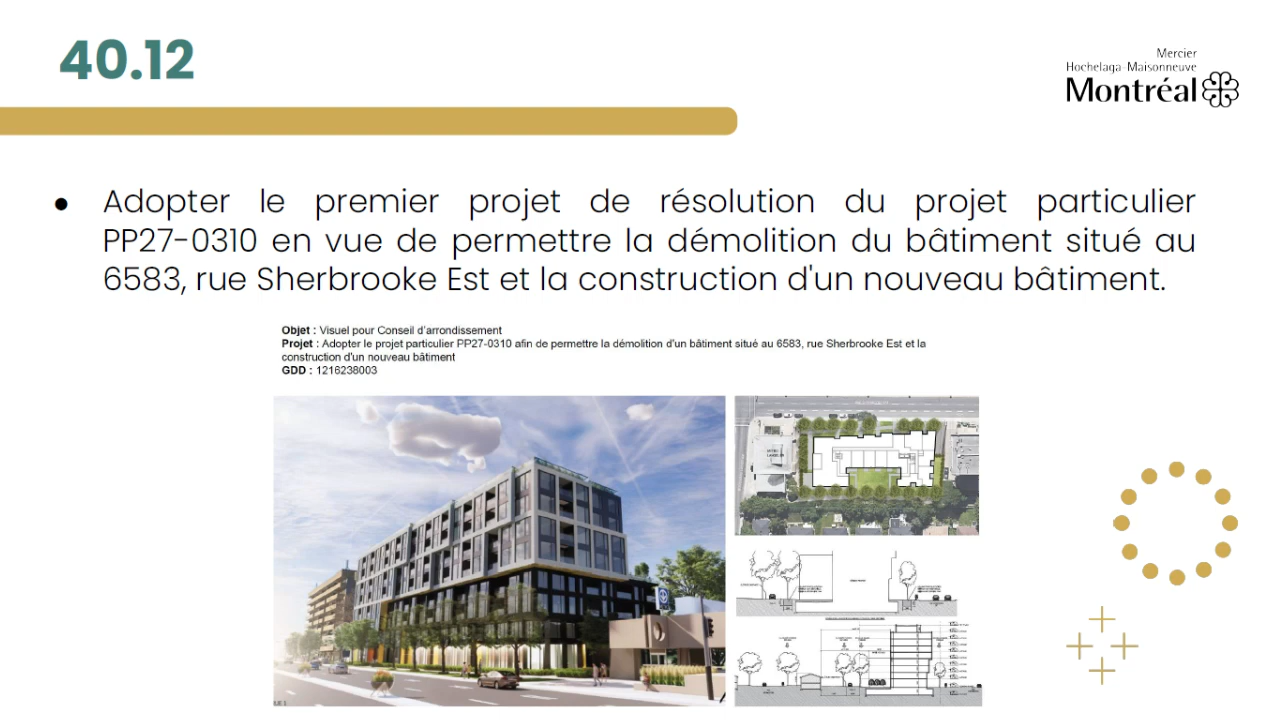 40.12
Mercier
Hochelaga-Maisonneuve
Montréal
● Adopter le premier projet de résolution du projet particulier
PP27-0310 en vue de permettre la démolition du bâtiment situé au
6583, rue Sherbrooke Est et la construction d'un nouveau bâtiment.
Objet : Visuel pour Conseil d'arrondissement
Projet : Adopter le projet particulier PP27-0310 afin de permettre la démolition d'un bâtiment situé au 6583, rue Sherbrooke Est et la
construction d'un nouveau bâtiment
GDD : 1216238003